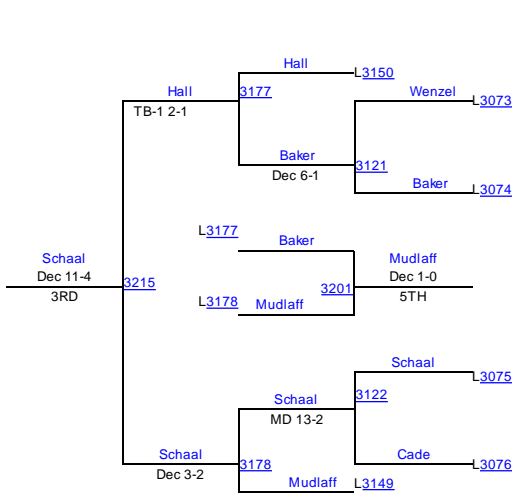 Hall
L3150
Hall
3177
Wenzel
L3073
TB-1 2-1
Baker
3121
Dec 6-1
Baker
L3074
L3177
Baker
Schaal
Mudlaff
Dec 11-4
Dec 1-0
3215
3201
3RD
5TH
L3178
Mudlaff
Schaal
L3075
3122
Schaal
MD 13-2
Schaal
Cade
3178
L3076
Dec 3-2
Mudlaff
L3149